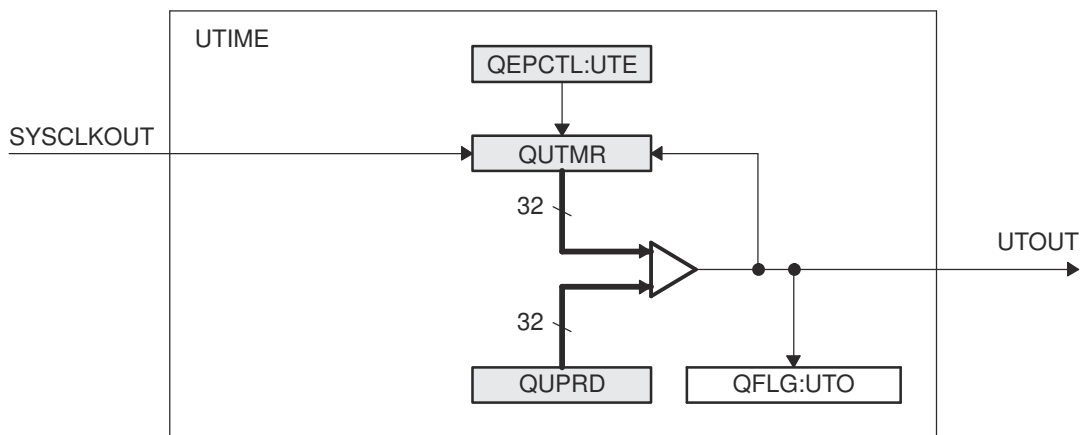 UTIME
QEPCTL:UTE
SYSCLKOUT
QUTMR
32
UTOUT
32
QUPRD
QFLG:UTO